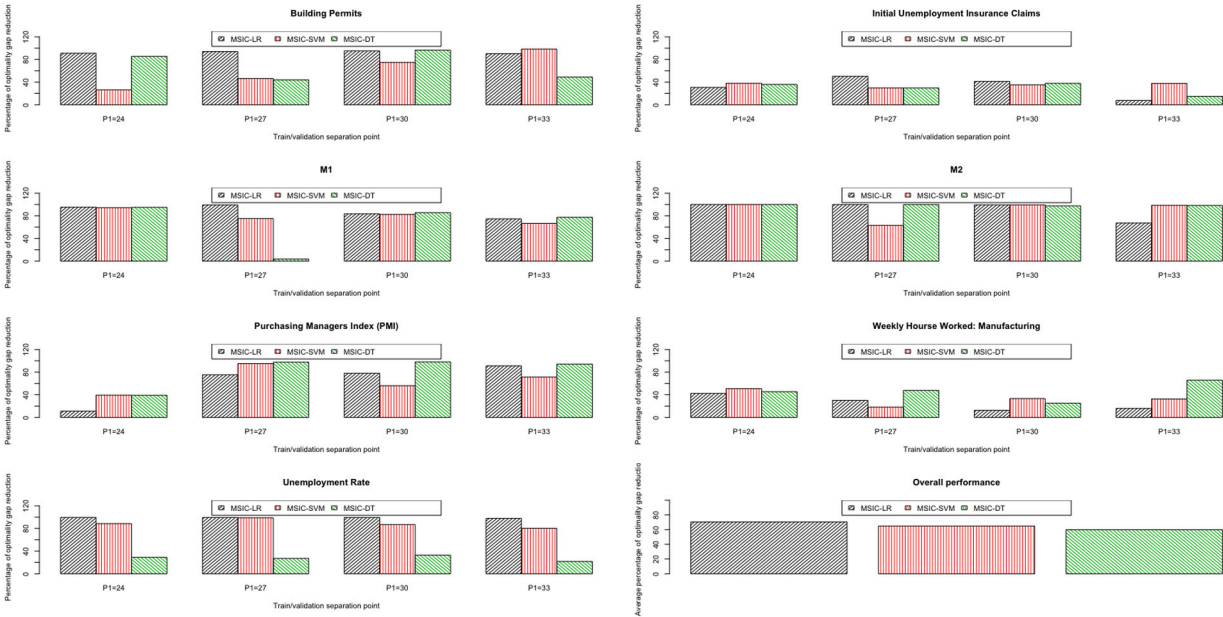 Building Permits
MSIC-LR MSIC-SVM MSIC-DT
Percentage of optimality gap reduction
0 40 80 120
P1=24 P1=27 P1=30 P1=33
Train/validation separation point
Initial Unemployment Insurance Claims
MSIC-LR MSIC-SVM MSIC-DT
Percentage of optimality gap reduction
0 40 80 120
P1=24 P1=27 P1=30 P1=33
Train/validation separation point
M1
MSIC-LR MSIC-SVM MSIC-DT
Percentage of optimality gap reduction
0 40 80 120
P1=24 P1=27 P1=30 P1=33
Train/validation separation point
M2
MSIC-LR MSIC-SVM MSIC-DT
Percentage of optimality gap reduction
0 40 80 120
P1=24 P1=27 P1=30 P1=33
Train/validation separation point
Purchasing Managers Index (PMI)
MSIC-LR MSIC-SVM MSIC-DT
Percentage of optimality gap reduction
0 40 80 120
P1=24 P1=27 P1=30 P1=33
Train/validation separation point
Weekly Hourse Worked: Manufacturing
MSIC-LR MSIC-SVM MSIC-DT
Percentage of optimality gap reduction
0 40 80 120
P1=24 P1=27 P1=30 P1=33
Train/validation separation point
Unemployment Rate
MSIC-LR MSIC-SVM MSIC-DT
Percentage of optimality gap reduction
0 40 80 120
P1=24 P1=27 P1=30 P1=33
Train/validation separation point
Overall performance
MSIC-LR MSIC-SVM MSIC-DT
Average percentage of optimality gap reductio
0 20 40 60 80